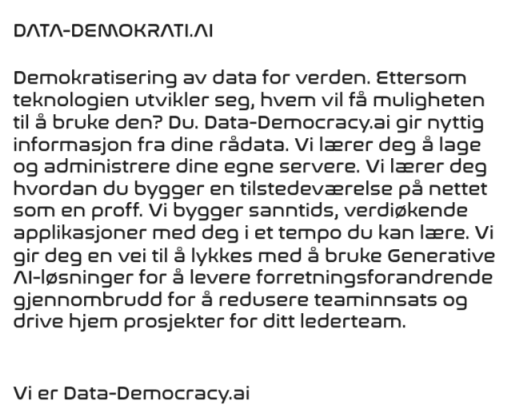 DATA-DEMOKRATI.AI
Demokratisering av data for verden. Ettersom
teknologien utvikler seg, hvem vil få muligheten
til å bruke den? Du. Data-Democracy.ai gir nyttig
informasjon fra dine rådata. Vi lærer deg å lage
og administrere dine egne servere. Vi lærer deg
hvordan du bygger en tilstedeværelse på nettet
som en proff. Vi bygger sanntids, verdiøkende
applikasjoner med deg i et tempo du kan lære. Vi
gir deg en vei til å lykkes med å bruke Generative
AI-løsninger for å levere forretningsforandrende
gjennombrudd for å redusere teaminnsats og
drive hjem prosjekter for ditt lederteam.
Vi er Data-Democracy.ai